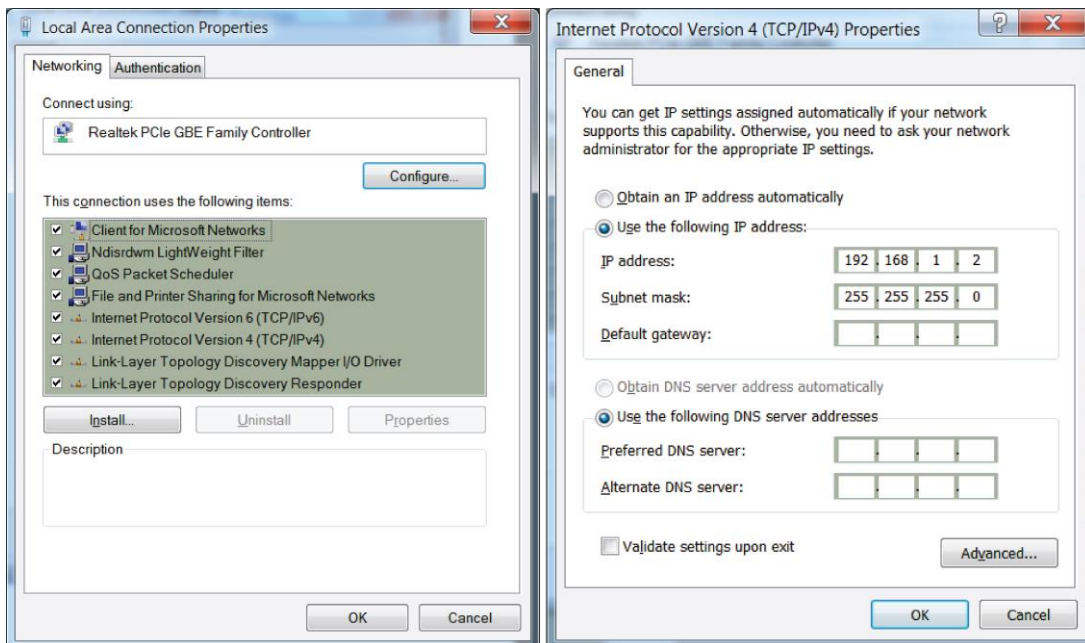 Local Area Connection Properties
Networking
Authentication
Connect using:
Realtek PCIe GBE Family Controller
Configure...
This connection uses the following items:
Client for Microsoft Networks
Ndisrdwm LightWeight Filter
QoS Packet Scheduler
File and Printer Sharing for Microsoft Networks
Internet Protocol Version 6 (TCP/IPv6)
Internet Protocol Version 4 (TCP/IPv4)
Link-Layer Topology Discovery Mapper I/O Driver
Link-Layer Topology Discovery Responder
Install...
Uninstall
Properties
Description
OK
Cancel
Internet Protocol Version 4 (TCP/IPv4) Properties
General
You can get IP settings assigned automatically if your network
supports this capability. Otherwise, you need to ask your network
administrator for the appropriate IP settings.
Obtain an IP address automatically
Use the following IP address:
IP address: 192 . 168 . 1 . 2
Subnet mask: 255 . 255 . 255 . 0
Default gateway: . . .
Obtain DNS server address automatically
Use the following DNS server addresses
Preferred DNS server: . . .
Alternate DNS server: . . .
Validate settings upon exit
Advanced...
OK
Cancel